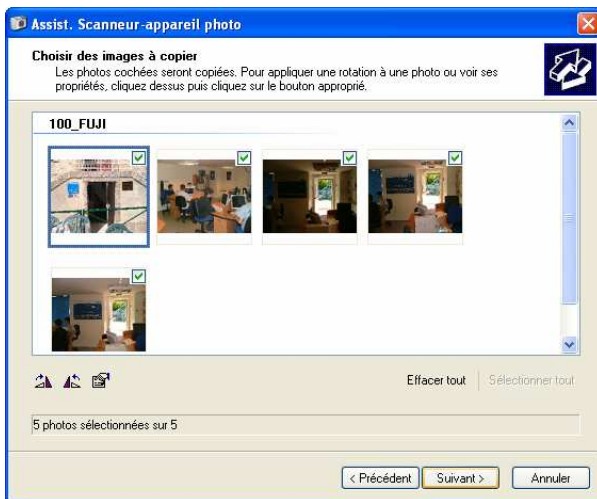 Assist. Scanneur-appareil photo
Choisir des images à copier
Les photos cochées seront copiées. Pour appliquer une rotation à une photo ou voir ses
propriétés, cliquez dessus puis cliquez sur le bouton approprié.
100_FUJI
Effacer tout
Sélectionner tout
5 photos sélectionnées sur 5
< Précédent
Suivant >
Annuler